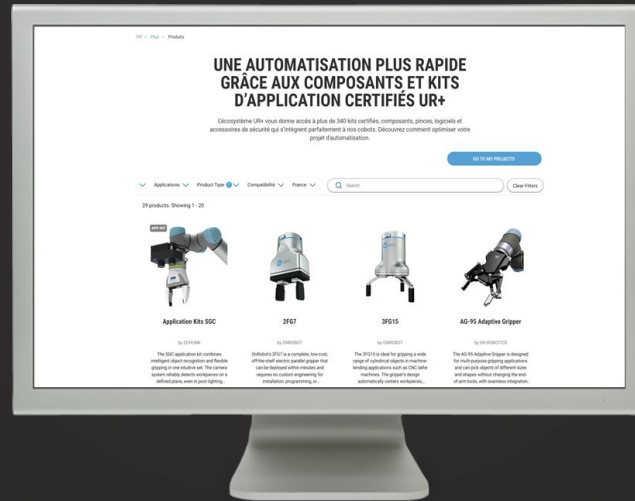 FR > Plus > Produits
UNE AUTOMATISATION PLUS RAPIDE
GRÂCE AUX COMPOSANTS ET KITS
D'APPLICATION CERTIFIÉS UR+
L'écosystème UR+ vous donne accès à plus de 340 kits certifiés, composants, pinces, logiciels et
accessoires de sécurité qui s'intègrent parfaitement à nos cobots. Découvrez comment optimiser votre
projet d'automatisation.
GO TO MY PROJECTS
Applications Product Type Compatibilité France Search Clear Filters
29 products. Showing 1 - 20
APP-KIT
Application Kits SGC 2FG7 3FG15 AG-95 Adaptive Gripper
by SCHUNK by ONROBOT by ONROBOT by DH-ROBOTICS
The SGC application kit combines
intelligent object recognition and flexible
gripping in one intuitive set. The camera
system reliably detects workpieces on a
defined plane, even in poor lighting...
OnRobot's 2FG7 is a complete, low-cost,
off-the-shelf electric parallel gripper that
can be deployed within minutes and
requires no custom engineering for
installation, programming, or...
The 3FG15 is ideal for gripping a wide
range of cylindrical objects in machine-
tending applications such as CNC lathe
machines. The gripper's design
automatically centers workpieces,...
The AG-95 Adaptive Gripper is designed
for multi-purpose gripping applications
and can pick objects of different sizes
and shapes without changing the end-
of-arm tools, with seamless integration.